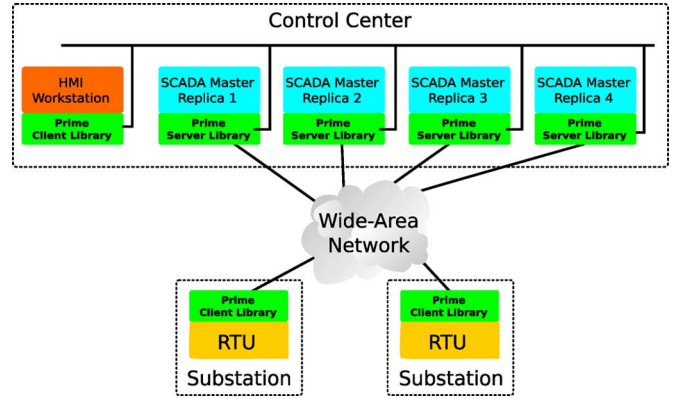 Control Center
HMI
Workstation
Prime
Client Library
SCADA Master
Replica 1
Prime
Server Library
SCADA Master
Replica 2
Prime
Server Library
SCADA Master
Replica 3
Prime
Server Library
SCADA Master
Replica 4
Prime
Server Library
Wide-Area
Network
Prime
Client Library
RTU
Substation
Prime
Client Library
RTU
Substation